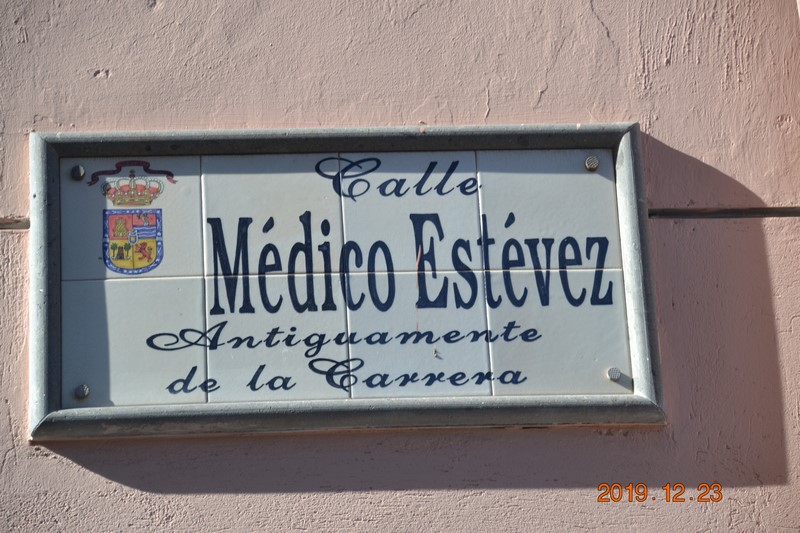 Calle
Médico Estévez
Antiguamente
de la Carrera
2019.12.23